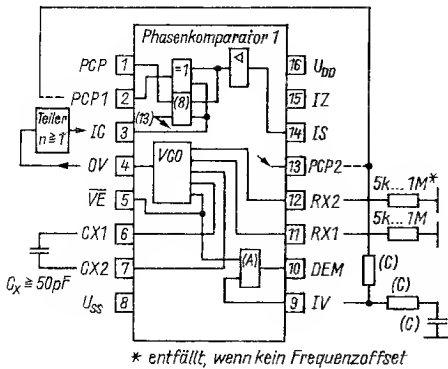 Phasenkomparator 1
PCP 1
=1
16 U_DD
PCP1 2
(8)
15 IZ
Teiler
n≧1
IC 3
(13)
14 IS
OV 4
VCO
13 PCP2
5k...1M*
VE 5
12 RX2
5k...1M
CX1 6
11 RX1
CX2 7
(A)
10 DEM
(C)
C_X ≧ 50pF
U_SS 8
9 IV
(C)
(C)
* entfällt, wenn kein Frequenzoffset